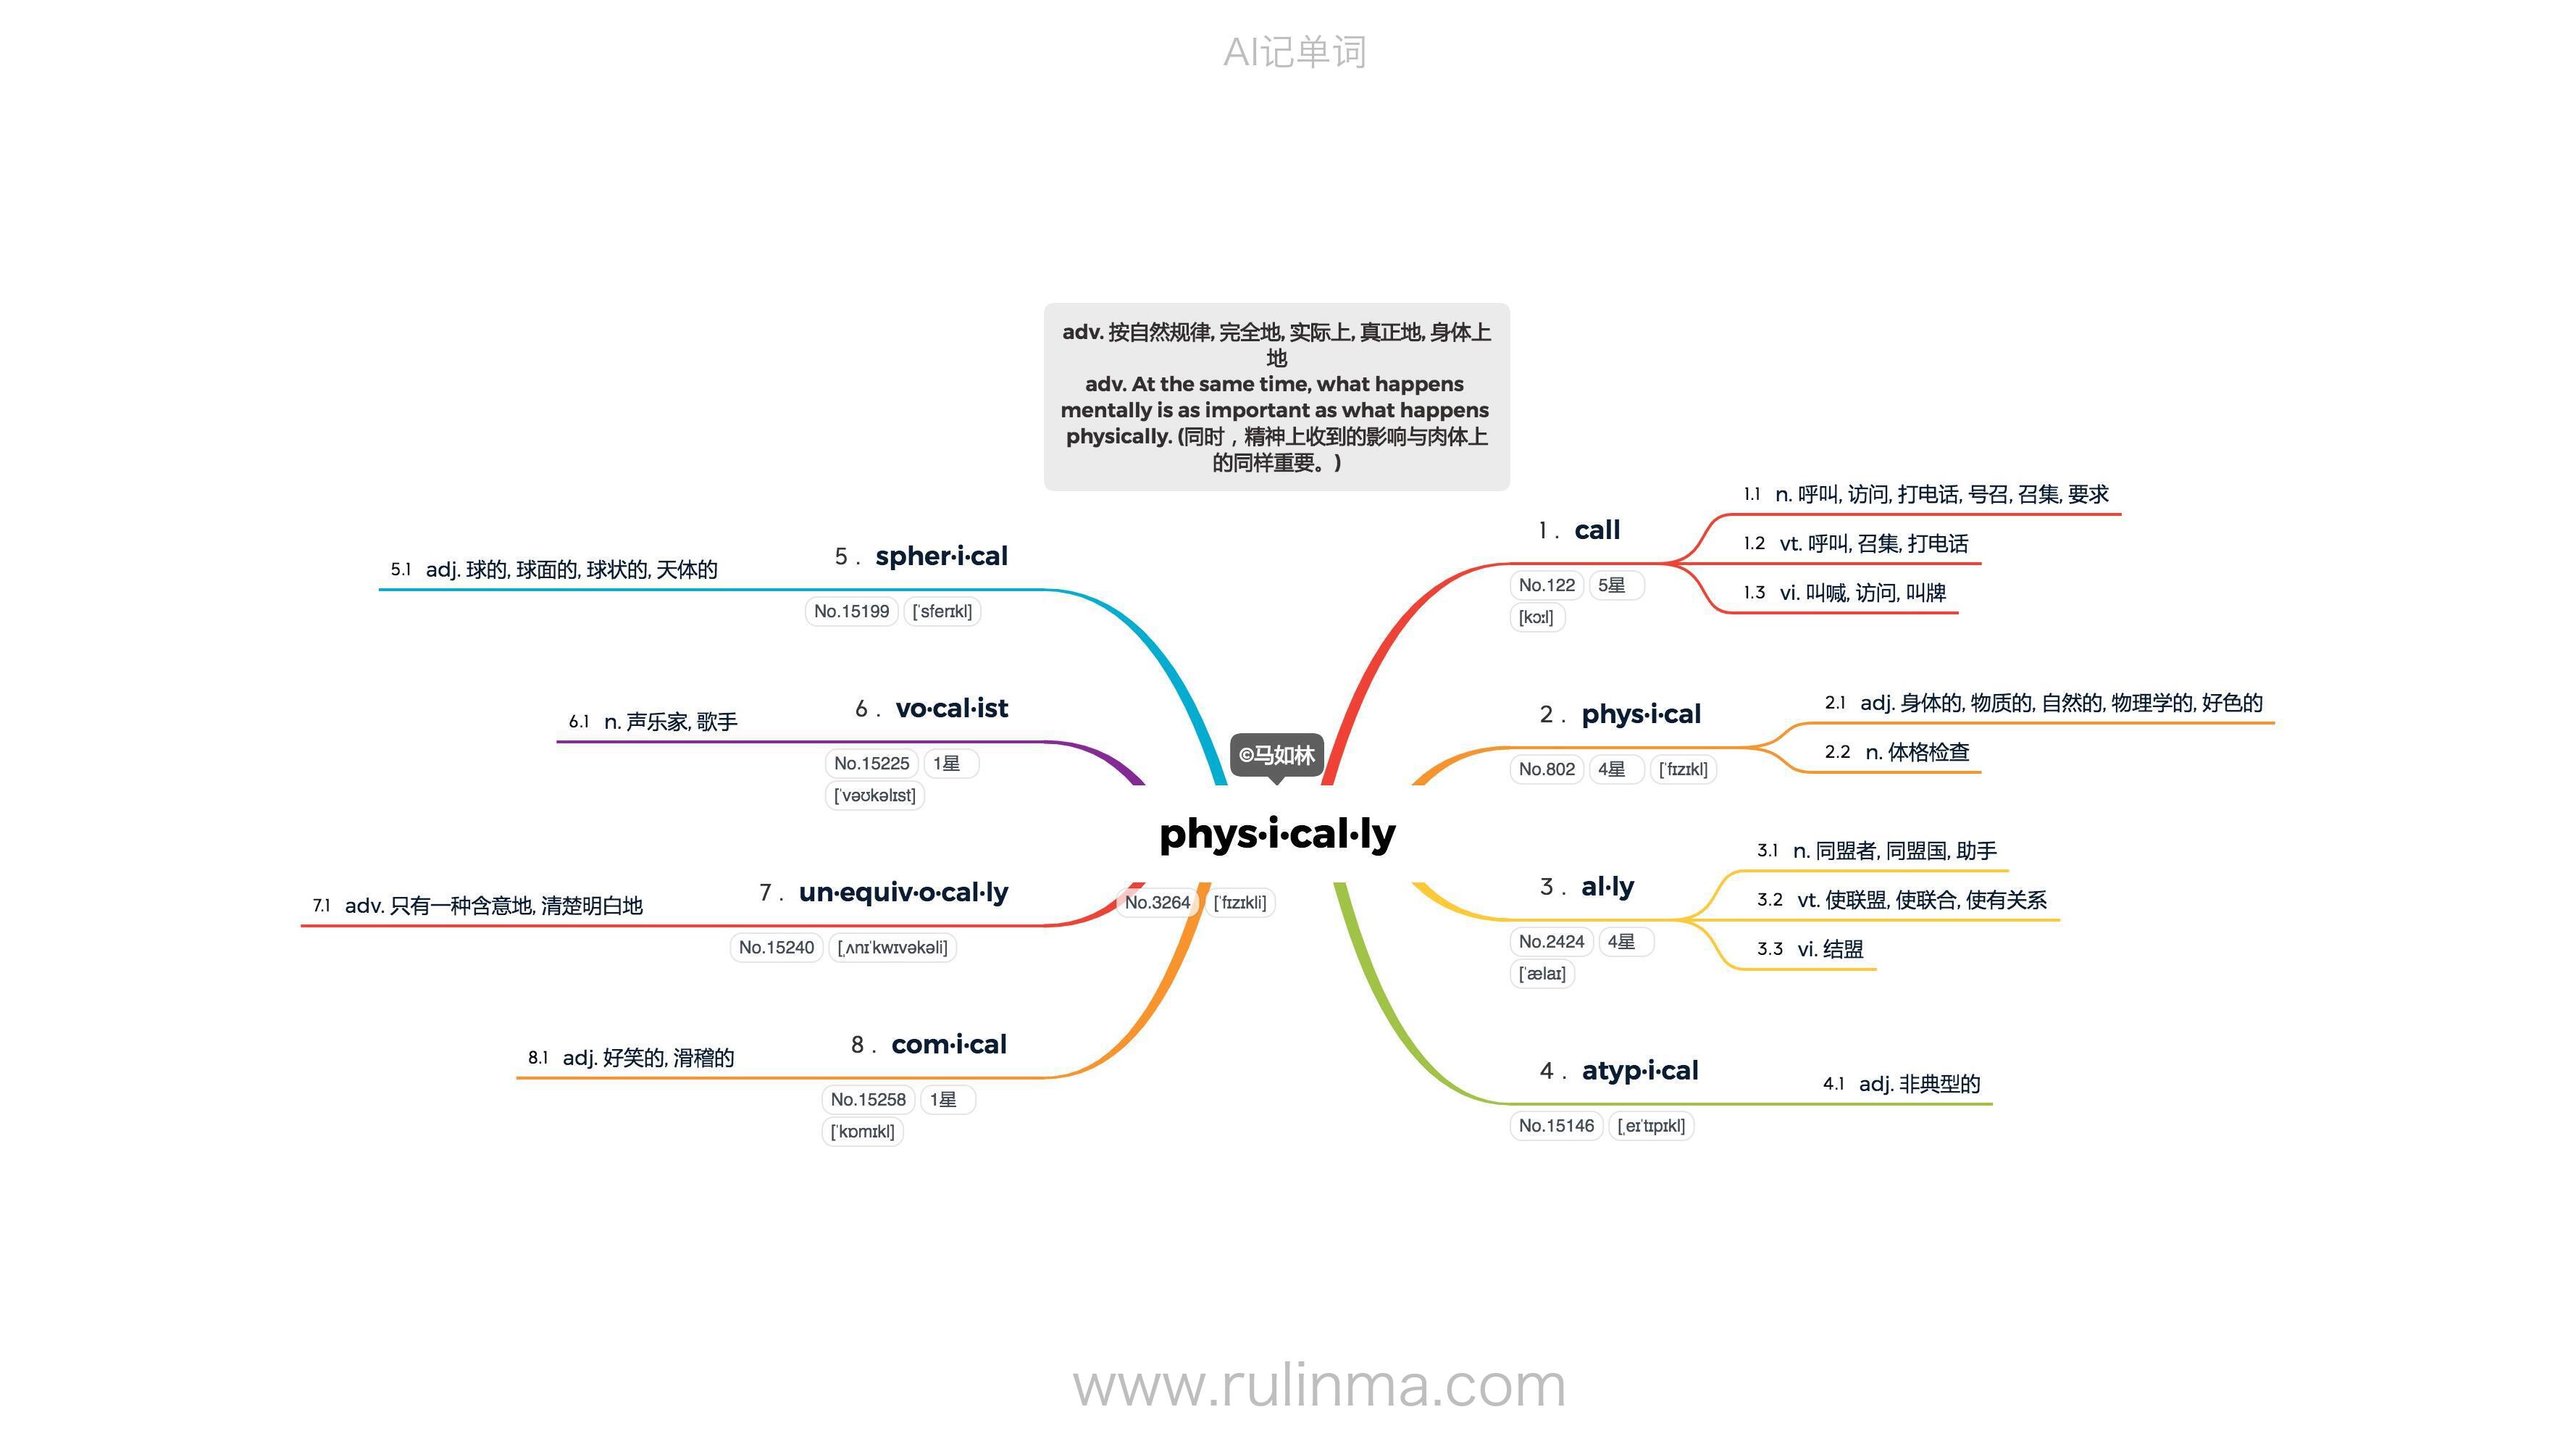 AI记单词
adv. 按自然规律, 完全地, 实际上, 真正地, 身体上
地
adv. At the same time, what happens
mentally is as important as what happens
physically. (同时，精神上收到的影响与肉体上
的同样重要。)
©马如林
phys·i·cal·ly
No.3264 [ˈfɪzɪkli]
1 . call
No.122 5星
[kɔːl]
1.1 n. 呼叫, 访问, 打电话, 号召, 召集, 要求
1.2 vt. 呼叫, 召集, 打电话
1.3 vi. 叫喊, 访问, 叫牌
2 . phys·i·cal
No.802 4星 [ˈfɪzɪkl]
2.1 adj. 身体的, 物质的, 自然的, 物理学的, 好色的
2.2 n. 体格检查
3 . al·ly
No.2424 4星
[ˈælaɪ]
3.1 n. 同盟者, 同盟国, 助手
3.2 vt. 使联盟, 使联合, 使有关系
3.3 vi. 结盟
4 . atyp·i·cal
No.15146 [ˌeɪˈtɪpɪkl]
4.1 adj. 非典型的
5 . spher·i·cal
No.15199 [ˈsferɪkl]
5.1 adj. 球的, 球面的, 球状的, 天体的
6 . vo·cal·ist
No.15225 1星
[ˈvəʊkəlɪst]
6.1 n. 声乐家, 歌手
7 . un·equiv·o·cal·ly
No.15240 [ˌʌnɪˈkwɪvəkəli]
7.1 adv. 只有一种含意地, 清楚明白地
8 . com·i·cal
No.15258 1星
[ˈkɒmɪkl]
8.1 adj. 好笑的, 滑稽的
www.rulinma.com